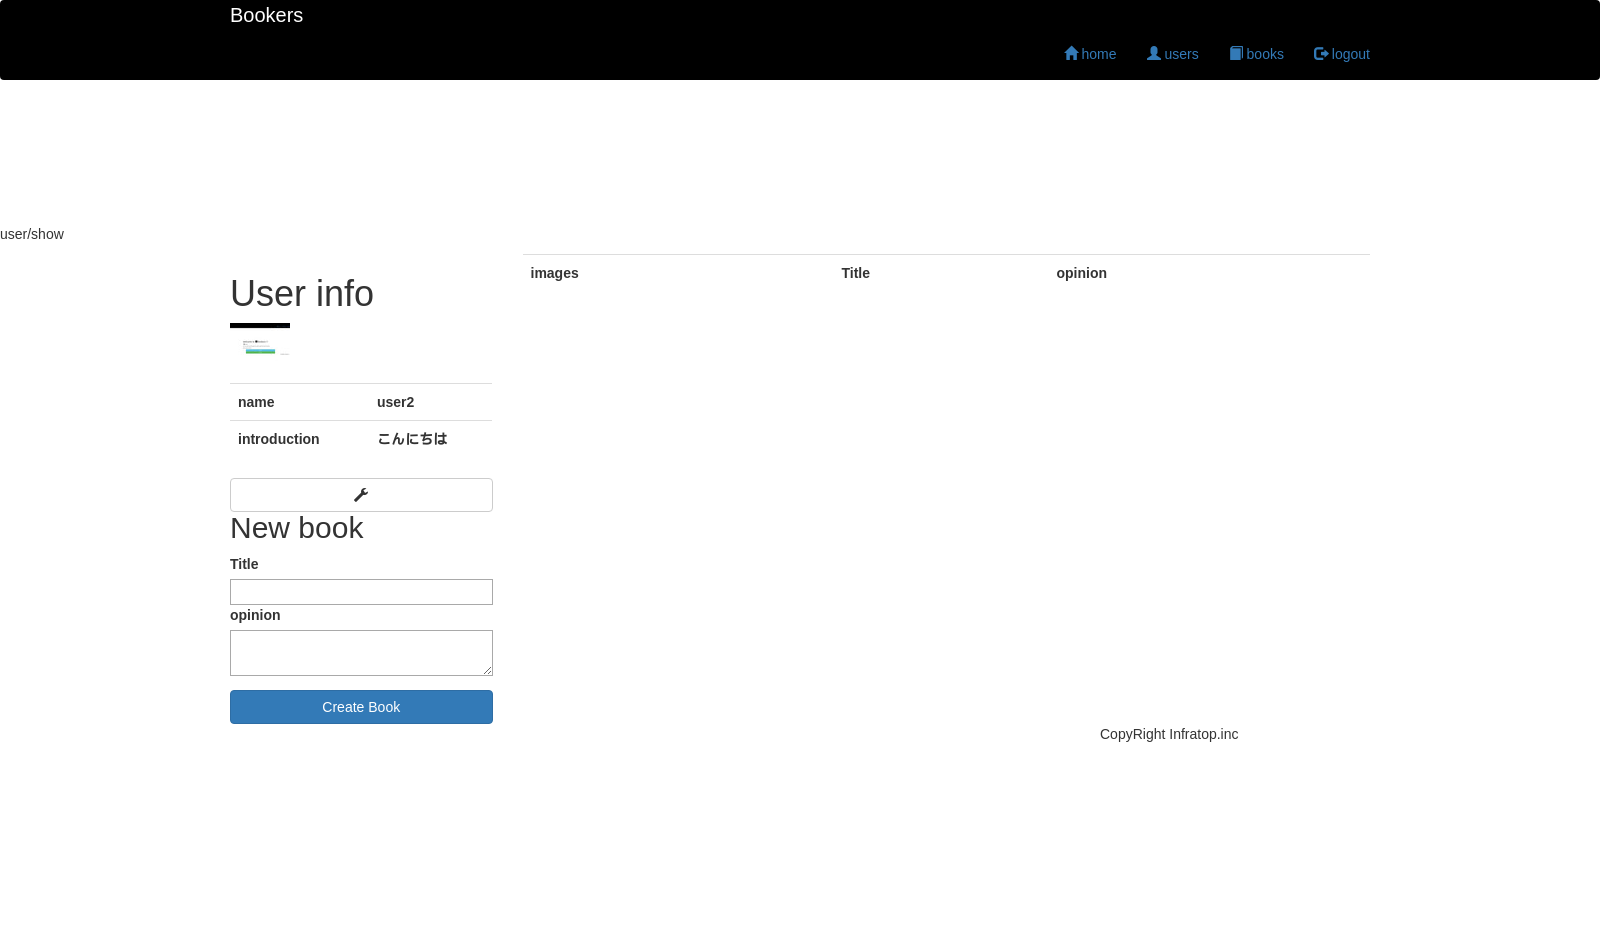 Bookers
home users books logout
user/show
images Title opinion
User info
name user2
introduction こんにちは
New book
Title
opinion
Create Book
CopyRight Infratop.inc